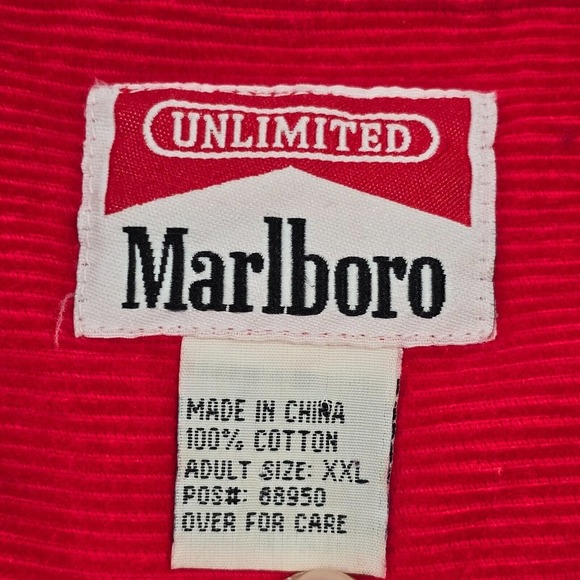 UNLIMITED
Marlboro
MADE IN CHINA
100% COTTON
ADULT SIZE: XXL
POS#: 68950
OVER FOR CARE